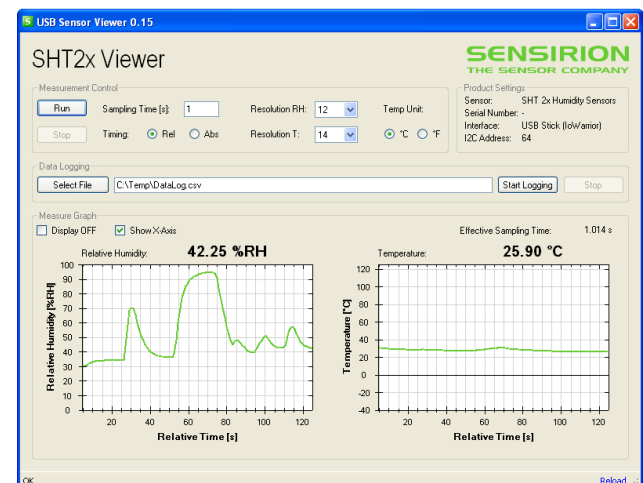 USB Sensor Viewer 0.15
SHT2x Viewer
SENSIRION
THE SENSOR COMPANY
Measurement Control
Run
Sampling Time [s]:
1
Resolution RH:
12
Temp Unit:
Stop
Timing:
Rel
Abs
Resolution T:
14
°C
°F
Product Settings
Sensor: SHT 2x Humidity Sensors
Serial Number: -
Interface: USB Stick (IoWarrior)
I2C Address: 64
Data Logging
Select File
C:\Temp\DataLog.csv
Start Logging
Stop
Measure Graph
Display OFF
Show X-Axis
Effective Sampling Time: 1.014 s
Relative Humidity: 42.25 %RH
100
90
80
70
60
50
40
30
20
10
0
Relative Humidity [%RH]
20 40 60 80 100 120
Relative Time [s]
Temperature: 25.90 °C
120
100
80
60
40
20
0
-20
-40
Temperature [°C]
20 40 60 80 100 120
Relative Time [s]
OK
Reload